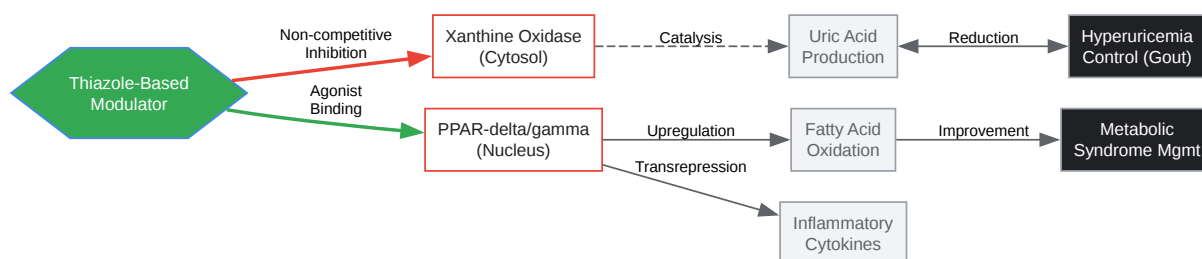 Thiazole-Based
Modulator
Non-competitive
Inhibition
Agonist
Binding
Xanthine Oxidase
(Cytosol)
Catalysis
Uric Acid
Production
Reduction
Hyperuricemia
Control (Gout)
PPAR-delta/gamma
(Nucleus)
Upregulation
Fatty Acid
Oxidation
Improvement
Metabolic
Syndrome Mgmt
Transrepression
Inflammatory
Cytokines